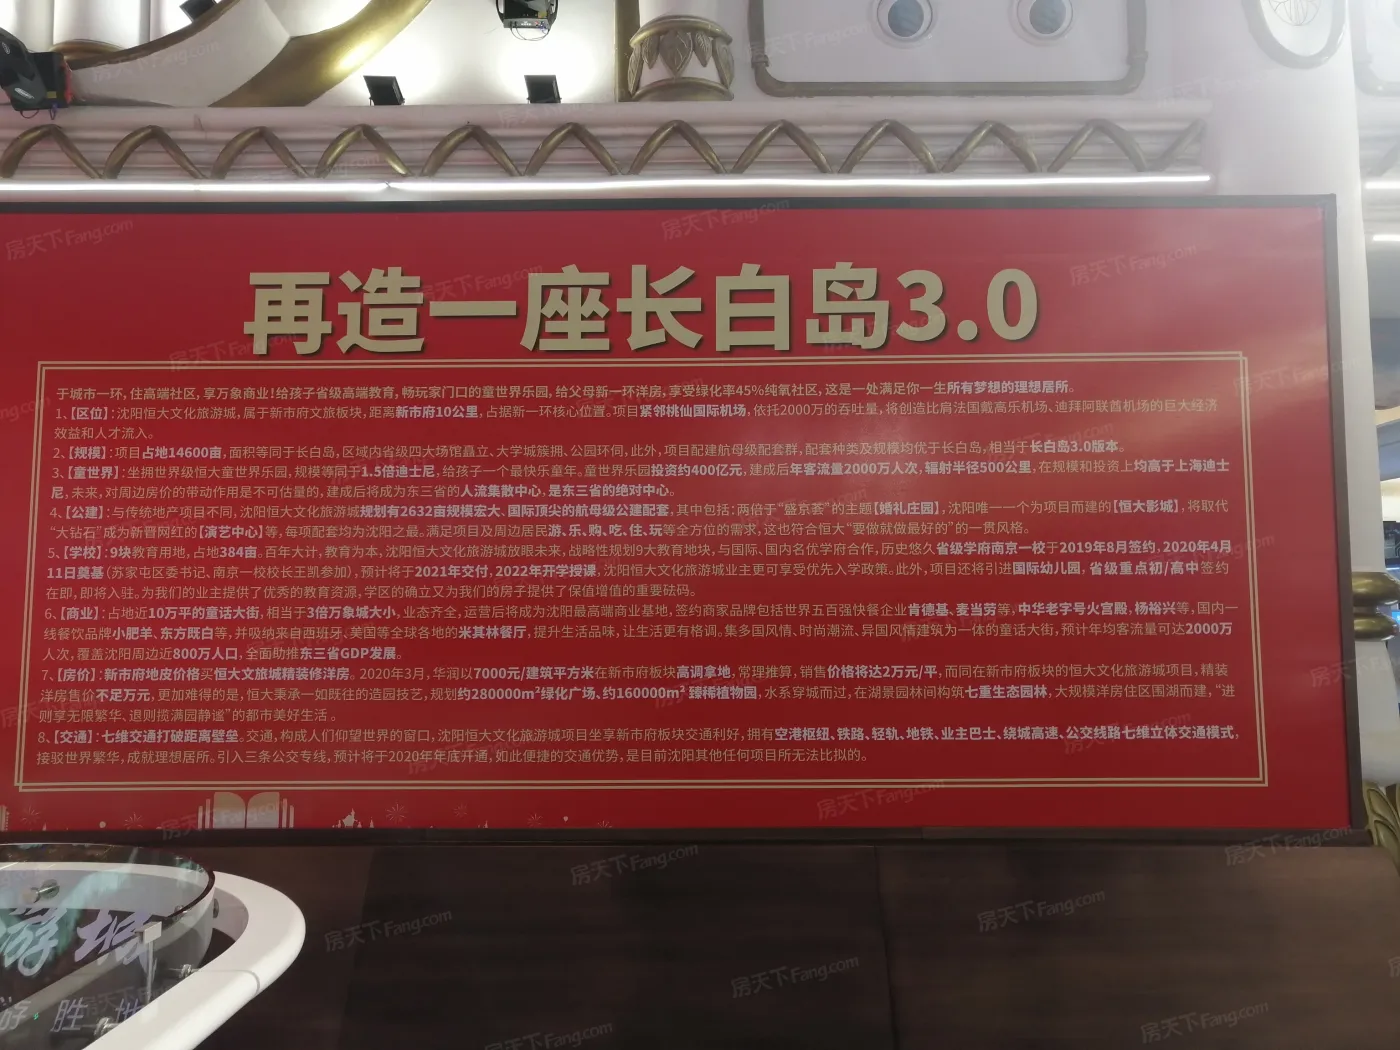 再造一座长白岛3.0
于城市一环，住高端社区，享万象商业！给孩子省级高端教育，畅玩家门口的童世界乐园，给父母新一环洋房，享受绿化率45%纯氧社区，这是一处满足你一生所有梦想的理想居所。
1、【区位】：沈阳恒大文化旅游城，属于新市府文旅板块，距离新市府10公里，占据新一环核心位置。项目紧邻桃仙国际机场，依托2000万的吞吐量，将创造比肩法国戴高乐机场、迪拜阿联酋机场的巨大经济
效益和人才流入。
2、【规模】：项目占地14600亩，面积等同于长白岛，区域内省级四大场馆矗立、大学城簇拥、公园环伺，此外，项目配建航母级配套群，配套种类及规模均优于长白岛，相当于长白岛3.0版本。
3、【童世界】：坐拥世界级恒大童世界乐园，规模等同于1.5倍迪士尼，给孩子一个最快乐童年。童世界乐园投资约400亿元，建成后年客流量2000万人次，辐射半径500公里，在规模和投资上均高于上海迪士
尼，未来，对周边房价的带动作用是不可估量的，建成后将成为东三省的人流集散中心，是东三省的绝对中心。
4、【公建】：与传统地产项目不同，沈阳恒大文化旅游城规划有2632亩规模宏大、国际顶尖的航母级公建配套，其中包括：两倍于“盛京荟”的主题【婚礼庄园】，沈阳唯一一个为项目而建的【恒大影城】，将取代
“大钻石”成为新晋网红的【演艺中心】等，每项配套均为沈阳之最。满足项目及周边居民游、乐、购、吃、住、玩等全方位的需求，这也符合恒大“要做就做最好的”的一贯风格。
5、【学校】：9块教育用地，占地384亩。百年大计，教育为本，沈阳恒大文化旅游城放眼未来，战略性规划9大教育地块，与国际、国内名优学府合作，历史悠久省级学府南京一校于2019年8月签约，2020年4月
11日奠基（苏家屯区委书记、南京一校校长王凯参加），预计将于2021年交付，2022年开学授课，沈阳恒大文化旅游城业主更可享受优先入学政策。此外，项目还将引进国际幼儿园，省级重点初/高中签约
在即，即将入驻。为我们的业主提供了优秀的教育资源，学区的确立又为我们的房子提供了保值增值的重要砝码。
6、【商业】：占地近10万平的童话大街，相当于3倍万象城大小，业态齐全，运营后将成为沈阳最高端商业基地，签约商家品牌包括世界五百强快餐企业肯德基、麦当劳等，中华老字号火宫殿，杨裕兴等，国内一
线餐饮品牌小肥羊、东方既白等，并吸纳来自西班牙、美国等全球各地的米其林餐厅，提升生活品味，让生活更有格调。集多国风情、时尚潮流、异国风情建筑为一体的童话大街，预计年均客流量可达2000万
人次，覆盖沈阳周边近800万人口，全面助推东三省GDP发展。
7、【房价】：新市府地皮价格买恒大文旅城精装修洋房。2020年3月，华润以7000元/建筑平方米在新市府板块高调拿地，常理推算，销售价格将达2万元/平，而同在新市府板块的恒大文化旅游城项目，精装
洋房售价不足万元，更加难得的是，恒大秉承一如既往的造园技艺，规划约280000m²绿化广场、约160000m²臻稀植物园，水系穿城而过，在湖景园林间构筑七重生态园林，大规模洋房住区围湖而建，“进
则享无限繁华、退则揽满园静谧”的都市美好生活。
8、【交通】：七维交通打破距离壁垒。交通，构成人们仰望世界的窗口，沈阳恒大文化旅游城项目坐享新市府板块交通利好，拥有空港枢纽、铁路、轻轨、地铁、业主巴士、绕城高速、公交线路七维立体交通模式，
接驳世界繁华，成就理想居所。引入三条公交专线，预计将于2020年年底开通，如此便捷的交通优势，是目前沈阳其他任何项目所无法比拟的。
游城
游胜地
房天下Fang.com